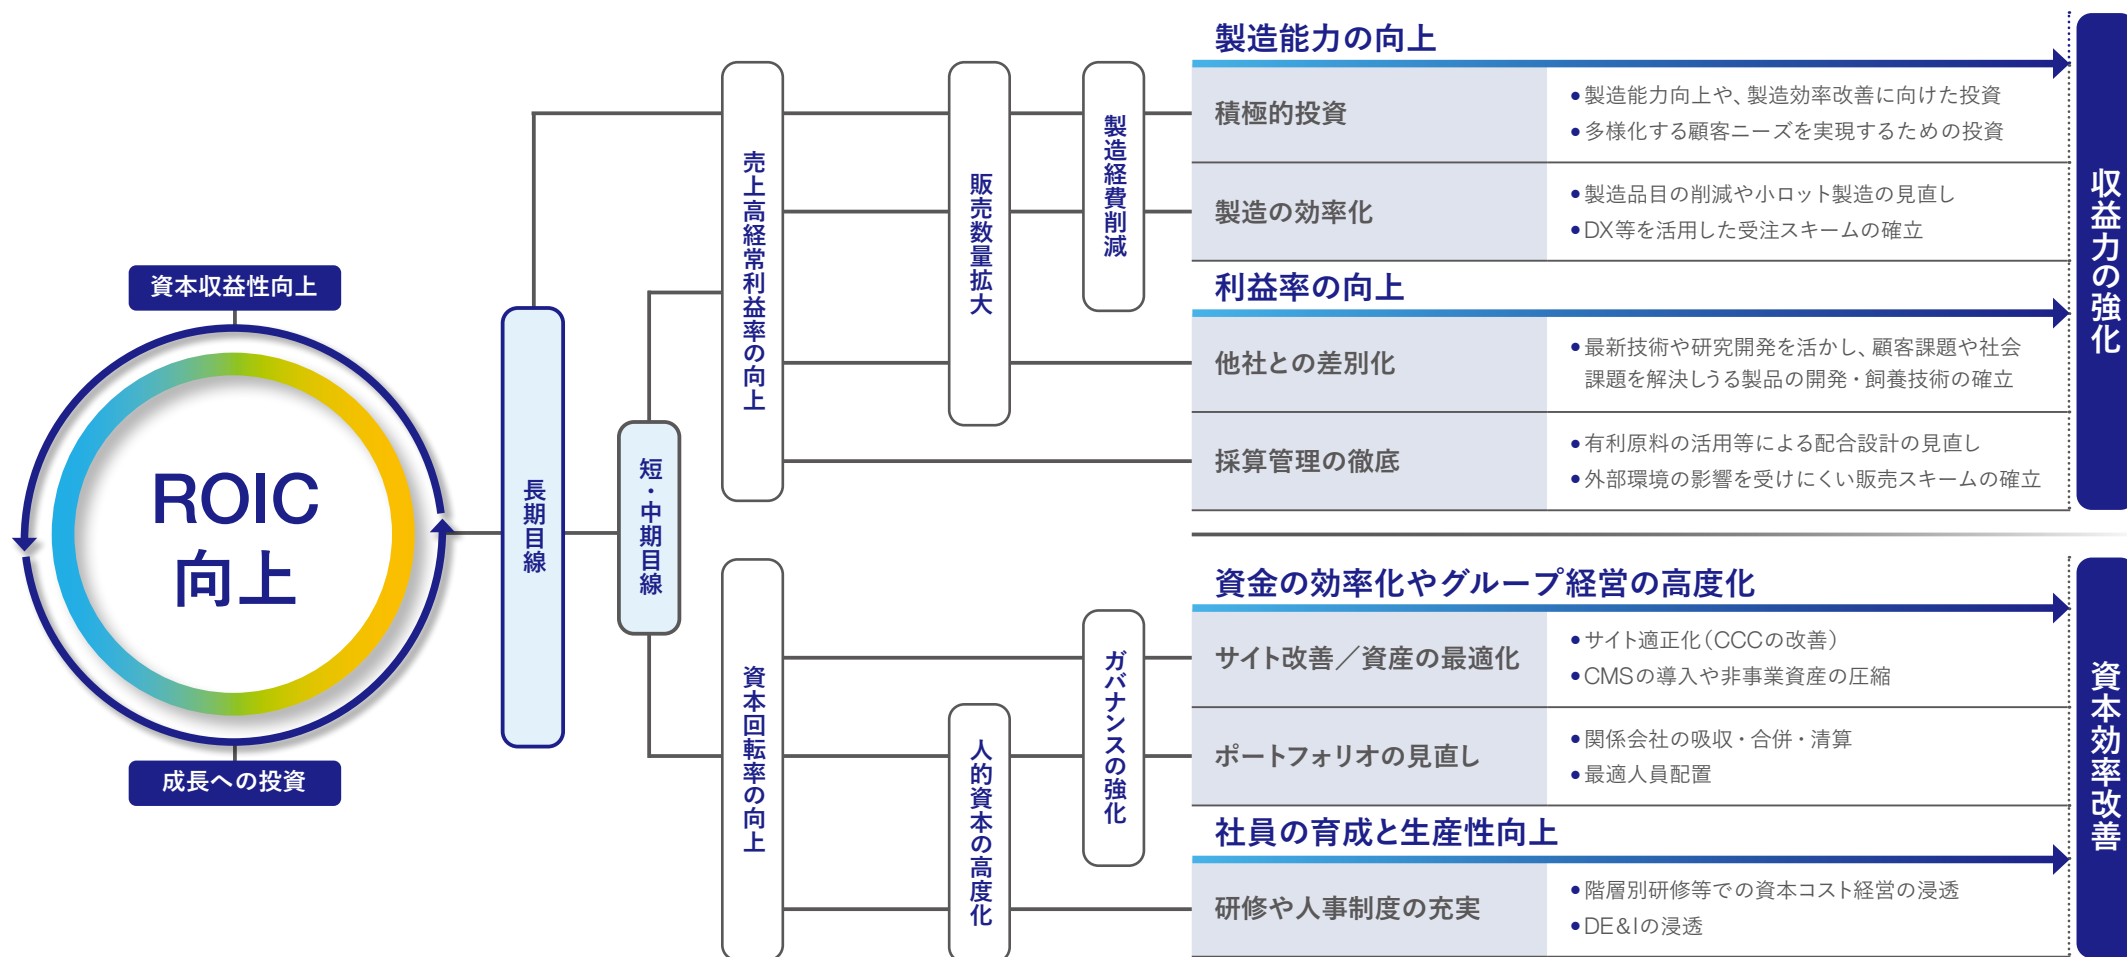 資本収益性向上
ROIC
向上
成長への投資
長期目線
短・中期目線
売上高経常利益率の向上
販売数量拡大
製造経費削減
製造能力の向上
積極的投資
●製造能力向上や、製造効率改善に向けた投資
●多様化する顧客ニーズを実現するための投資
製造の効率化
●製造品目の削減や小ロット製造の見直し
●DX等を活用した受注スキームの確立
利益率の向上
他社との差別化
●最新技術や研究開発を活かし、顧客課題や社会
課題を解決しうる製品の開発・飼養技術の確立
採算管理の徹底
●有利原料の活用等による配合設計の見直し
●外部環境の影響を受けにくい販売スキームの確立
収益力の強化
資本回転率の向上
人的資本の高度化
ガバナンスの強化
資金の効率化やグループ経営の高度化
サイト改善／資産の最適化
●サイト適正化（CCCの改善）
●CMSの導入や非事業資産の圧縮
ポートフォリオの見直し
●関係会社の吸収・合併・清算
●最適人員配置
社員の育成と生産性向上
研修や人事制度の充実
●階層別研修等での資本コスト経営の浸透
●DE&Iの浸透
資本効率改善